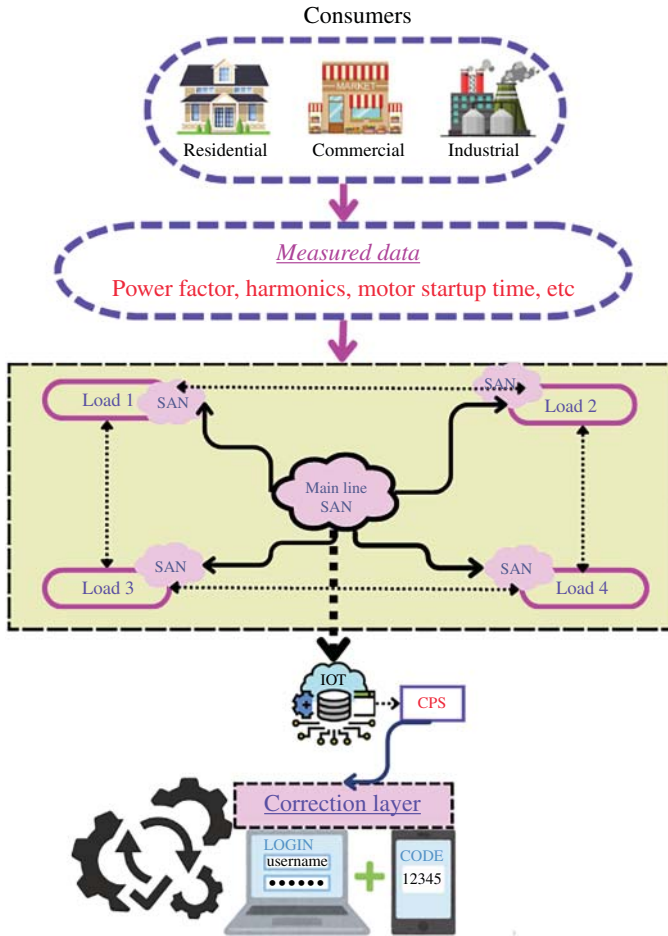 Consumers
MARKET
Residential
Commercial
Industrial
Measured data
Power factor, harmonics, motor startup time, etc
Load 1
SAN
SAN
Load 2
Main line
SAN
Load 3
SAN
SAN
Load 4
IOT
CPS
Correction layer
LOGIN
username
CODE
12345